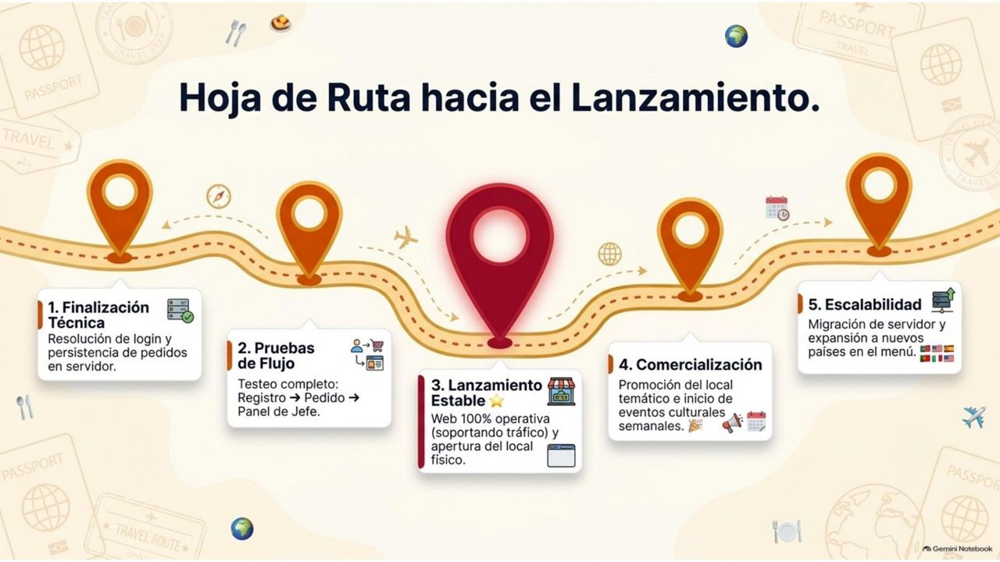 PASSPORT
TRAVEL STAP
TRAVEL
PASSPORT
TRAVEL
Hoja de Ruta hacia el Lanzamiento.
1. Finalización
Técnica
Resolución de login y
persistencia de pedidos
en servidor.
2. Pruebas
de Flujo
Testeo completo:
Registro → Pedido →
Panel de Jefe.
3. Lanzamiento
Estable ⭐
Web 100% operativa
(soportando tráfico) y
apertura del local
físico.
4. Comercialización
Promoción del local
temático e inicio de
eventos culturales
semanales.
5. Escalabilidad
Migración de servidor y
expansión a nuevos
países en el menú.
PASSPORT
TRAVEL ROUTE
PASSPORT
Gemini Notebook